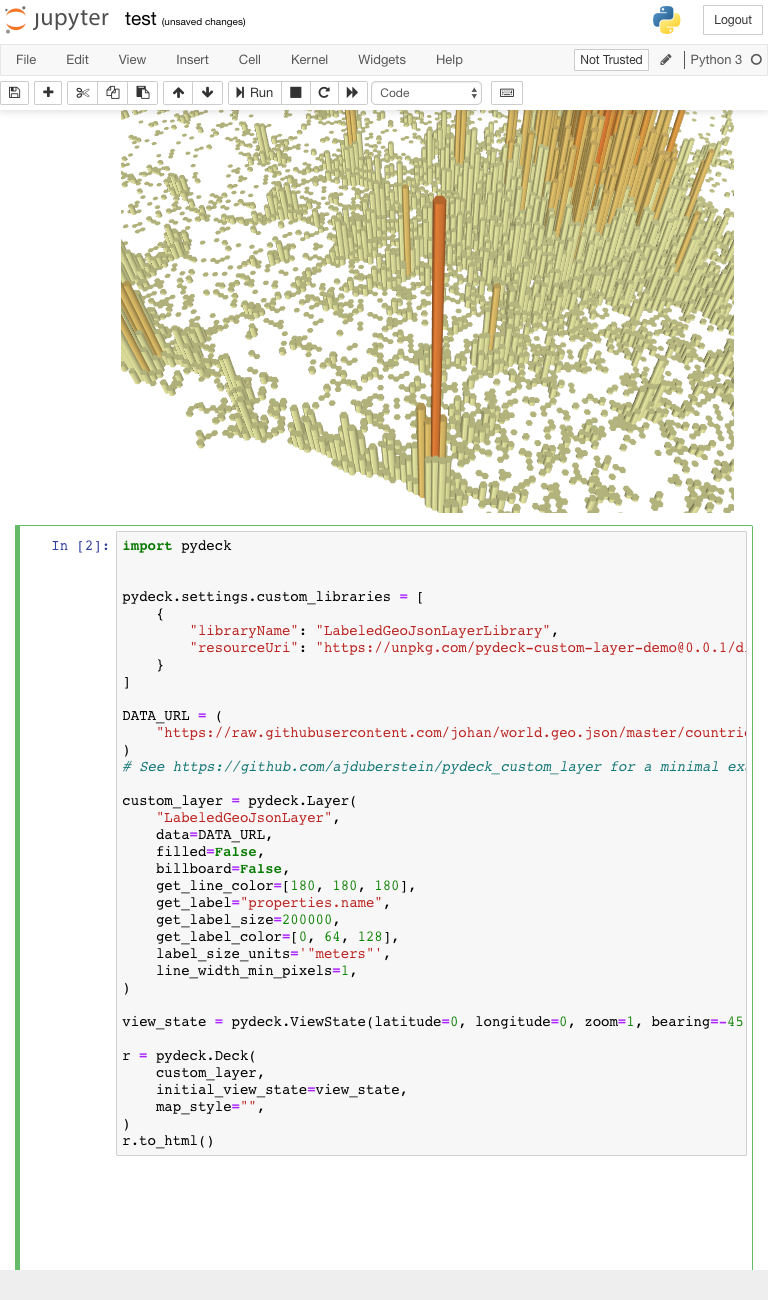 jupyter test (unsaved changes) Logout
File Edit View Insert Cell Kernel Widgets Help Not Trusted Python 3
Run Code
In [2]: import pydeck
pydeck.settings.custom_libraries = [
{
"libraryName": "LabeledGeoJsonLayerLibrary",
"resourceUri": "https://unpkg.com/pydeck-custom-layer-demo@0.0.1/d
}
]
DATA_URL = (
"https://raw.githubusercontent.com/johan/world.geo.json/master/countrie
)
# See https://github.com/ajduberstein/pydeck_custom_layer for a minimal exa
custom_layer = pydeck.Layer(
"LabeledGeoJsonLayer",
data=DATA_URL,
filled=False,
billboard=False,
get_line_color=[180, 180, 180],
get_label="properties.name",
get_label_size=200000,
get_label_color=[0, 64, 128],
label_size_units='"meters"',
line_width_min_pixels=1,
)
view_state = pydeck.ViewState(latitude=0, longitude=0, zoom=1, bearing=-45
r = pydeck.Deck(
custom_layer,
initial_view_state=view_state,
map_style="",
)
r.to_html()